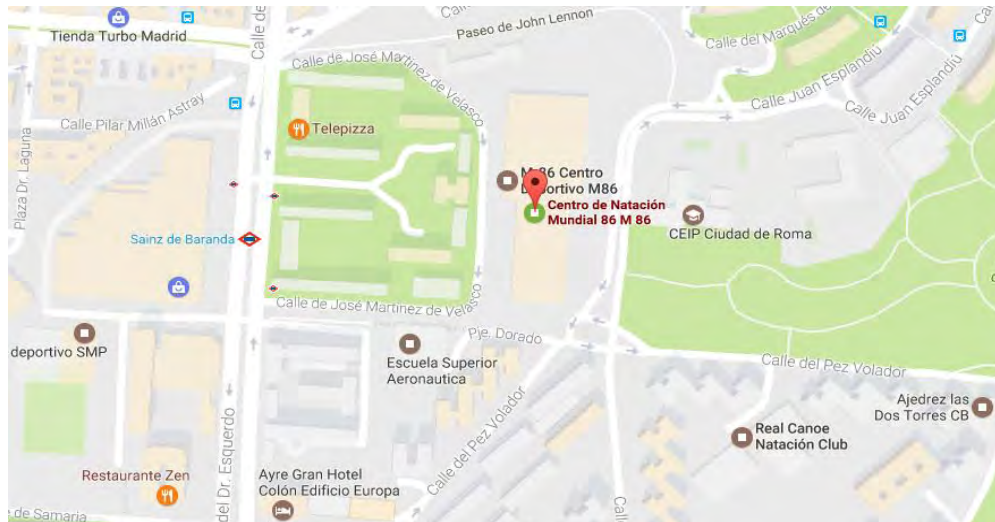 Tienda Turbo Madrid
Calle de
Calle de
Paseo de John Lennon
Calle del Marqués de
Ca
Calle de José Martínez de Velasco
Calle Juan Esplandiú
Calle Juan Esplandiú
Calle Pilar Millán Astray
Telepizza
Plaza Dr. Laguna
M-86 Centro
Deportivo M86
Centro de Natación
Mundial 86 M 86
CEIP Ciudad de Roma
Sainz de Baranda
Calle de José Martínez de Velasco
Pje. Dorado
deportivo SMP
Escuela Superior
Aeronautica
Calle del Pez Volador
Ajedrez las
Dos Torres CB
Real Canoe
Natación Club
Calle del Pez Volador
del Dr. Esquerdo
Restaurante Zen
Ayre Gran Hotel
Colón Edificio Europa
Call
e de Samaria